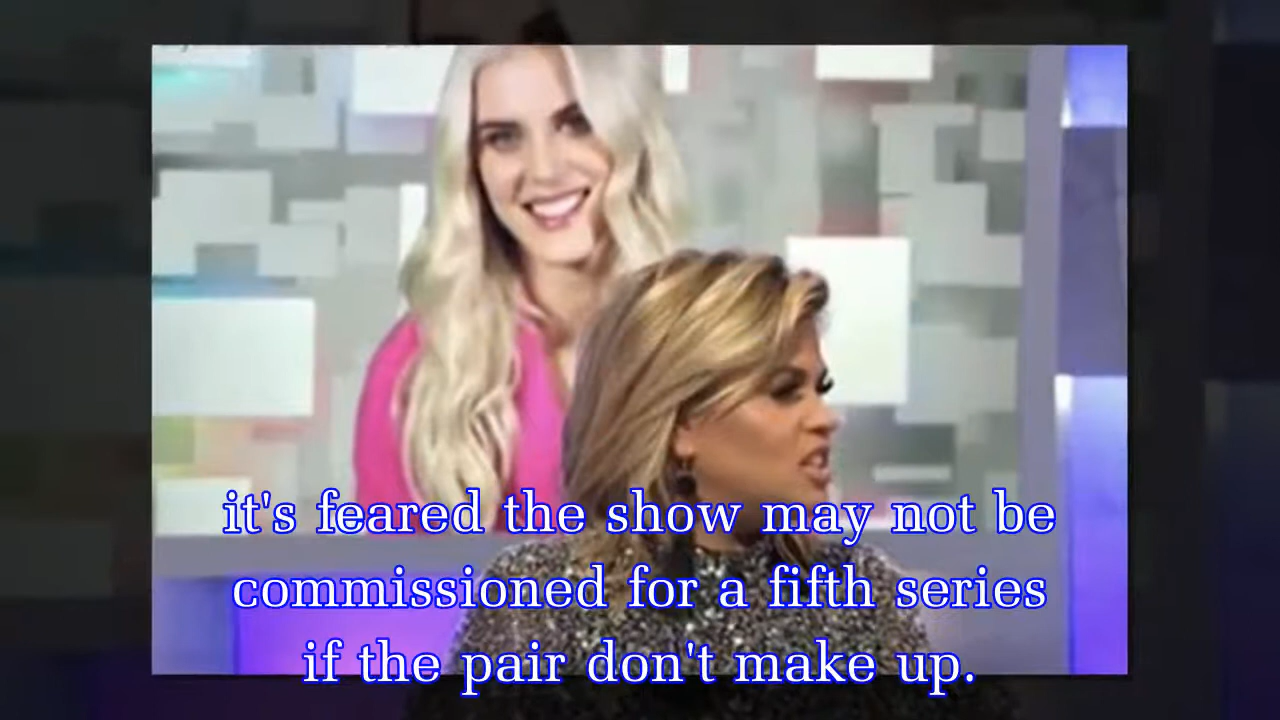 it's feared the show may not be
commissioned for a fifth series
if the pair don't make up.